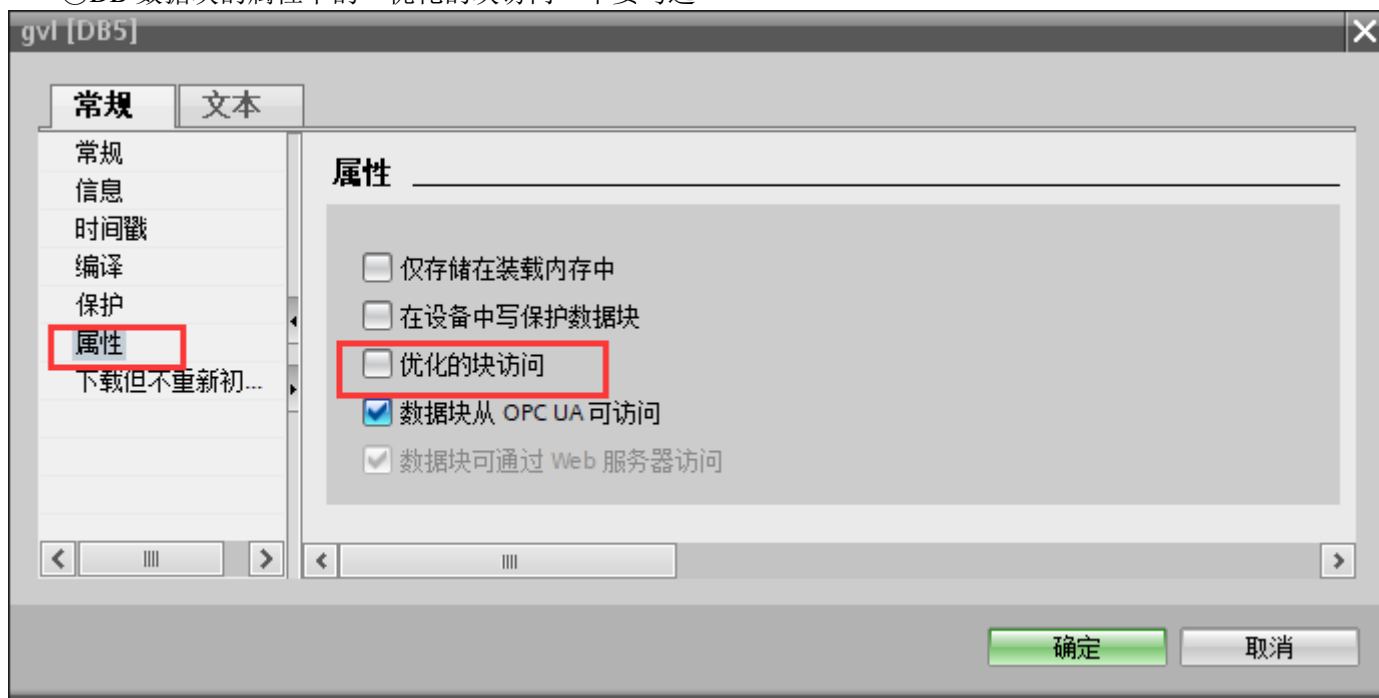 gvl [DB5]
常规 文本
常规
信息
时间戳
编译
保护
属性
下载但不重新初...
属性
仅存储在装载内存中
在设备中写保护数据块
优化的块访问
数据块从 OPC UA 可访问
数据块可通过 Web 服务器访问
确定 取消